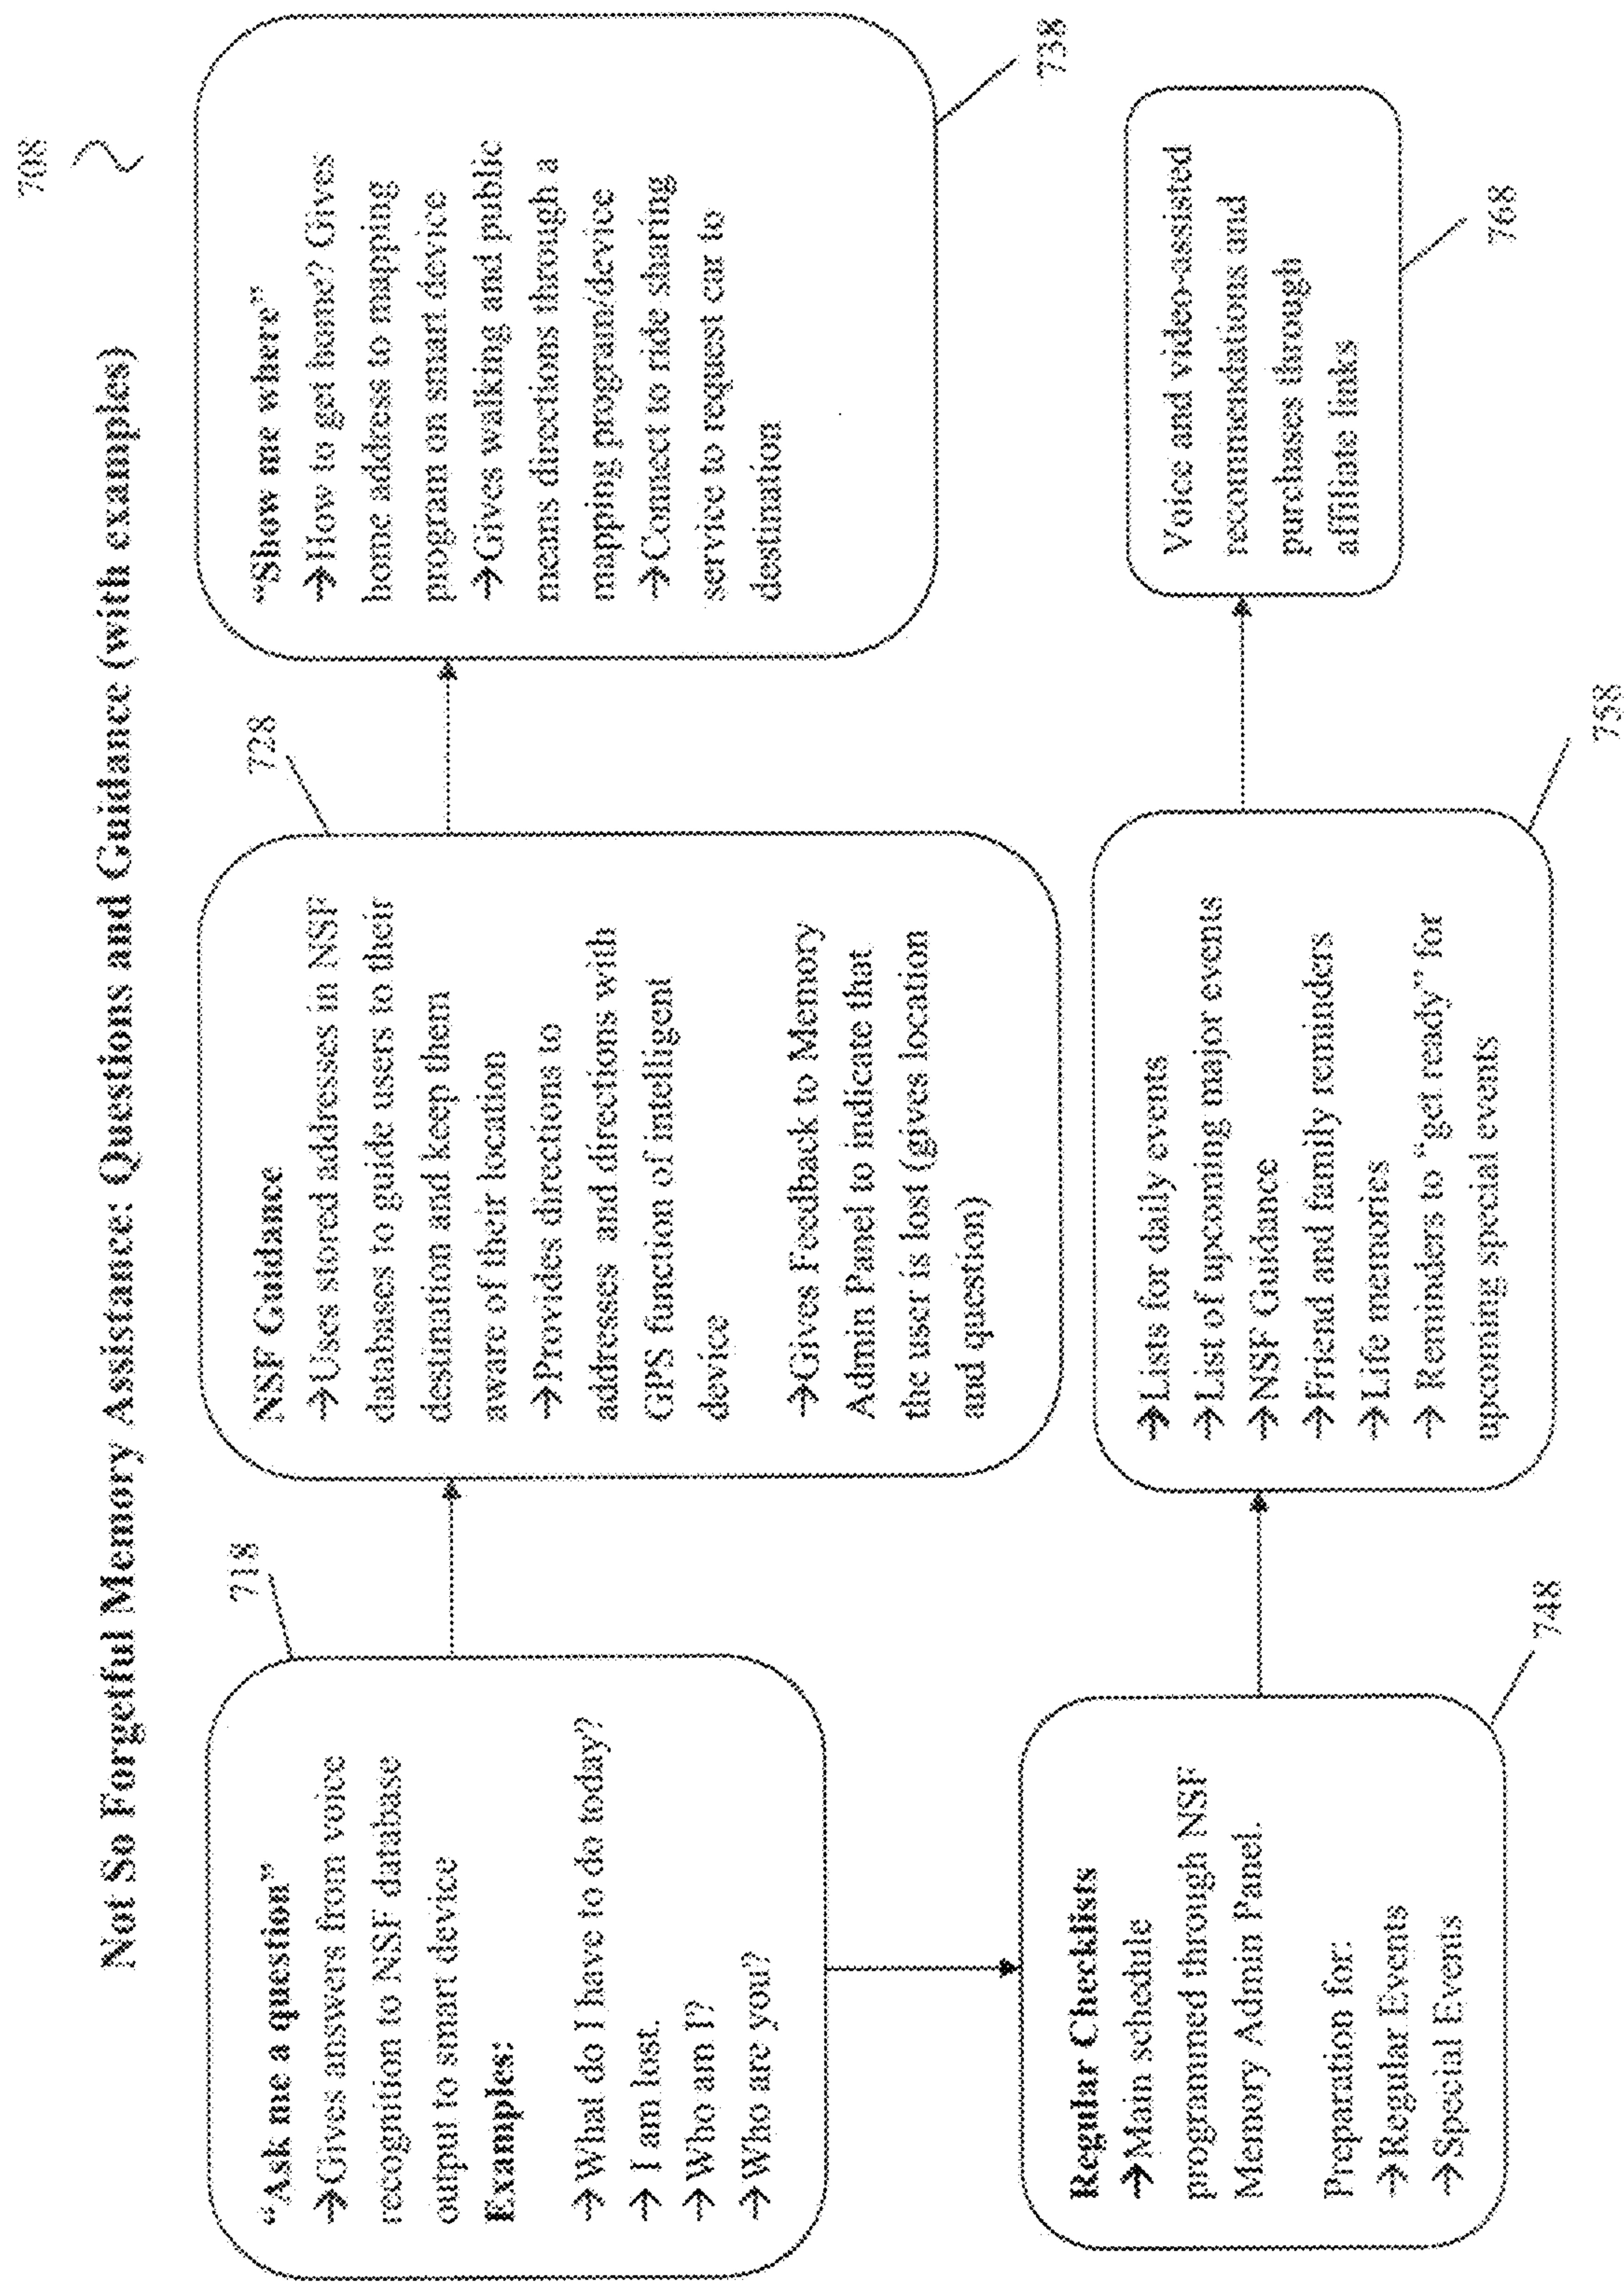 708
Not So Forgetful Memory Assistance: Questions and Guidance (with examples)
718
“Ask me a question”
→Gives answers from voice
recognition to NSF database
output to smart device
Examples:
→What do I have to do today?
→ I am lost.
→Who am I?
→Who are you?
728
NSF Guidance
→Uses stored addresses in NSF
databases to guide users to their
destination and keep them
aware of their location
→Provides directions to
addresses and directions with
GPS function of intelligent
device
→Gives Feedback to Memory
Admin Panel to indicate that
the user is lost (gives location
and question)
738
“Show me where”
→How to get home? Gives
home address to mapping
program on smart device
→Gives walking and public
means directions through a
mapping program/device
→Connect to ride sharing
service to request car to
destination
748
Regular Checklists
→Main schedule
programmed through NSF
Memory Admin Panel.
Preparation for:
→Regular Events
→Special Events
758
→Lists for daily events
→List of upcoming major events
→NSF Guidance
→Friend and family reminders
→Life memories
→ Reminders to “get ready” for
upcoming special events
768
Voice and video-assisted
recommendations and
purchases through
affiliate links